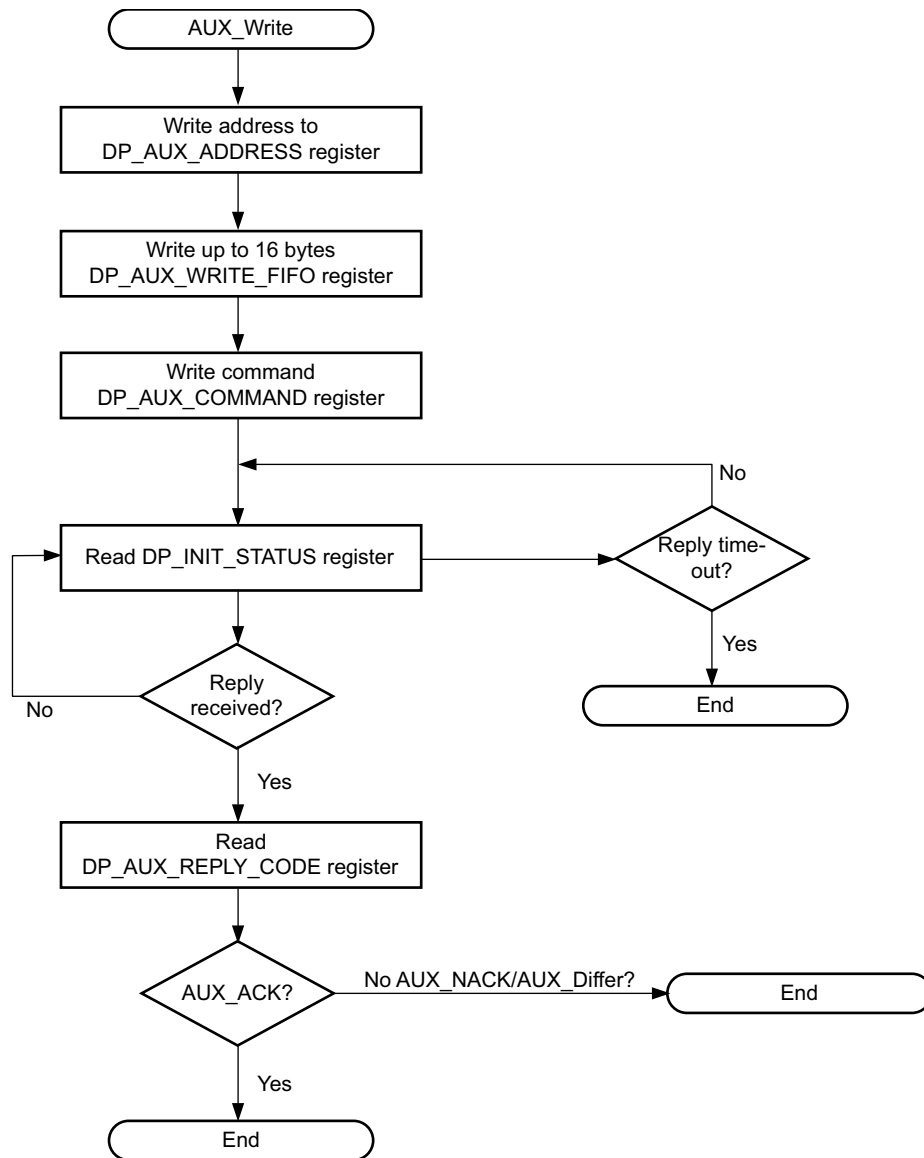 AUX_Write
Write address to
DP_AUX_ADDRESS register
Write up to 16 bytes
DP_AUX_WRITE_FIFO register
Write command
DP_AUX_COMMAND register
No
Read DP_INIT_STATUS register
Reply time-
out?
Yes
End
Reply
received?
No
Yes
Read
DP_AUX_REPLY_CODE register
AUX_ACK?
No AUX_NACK/AUX_Differ?
End
Yes
End